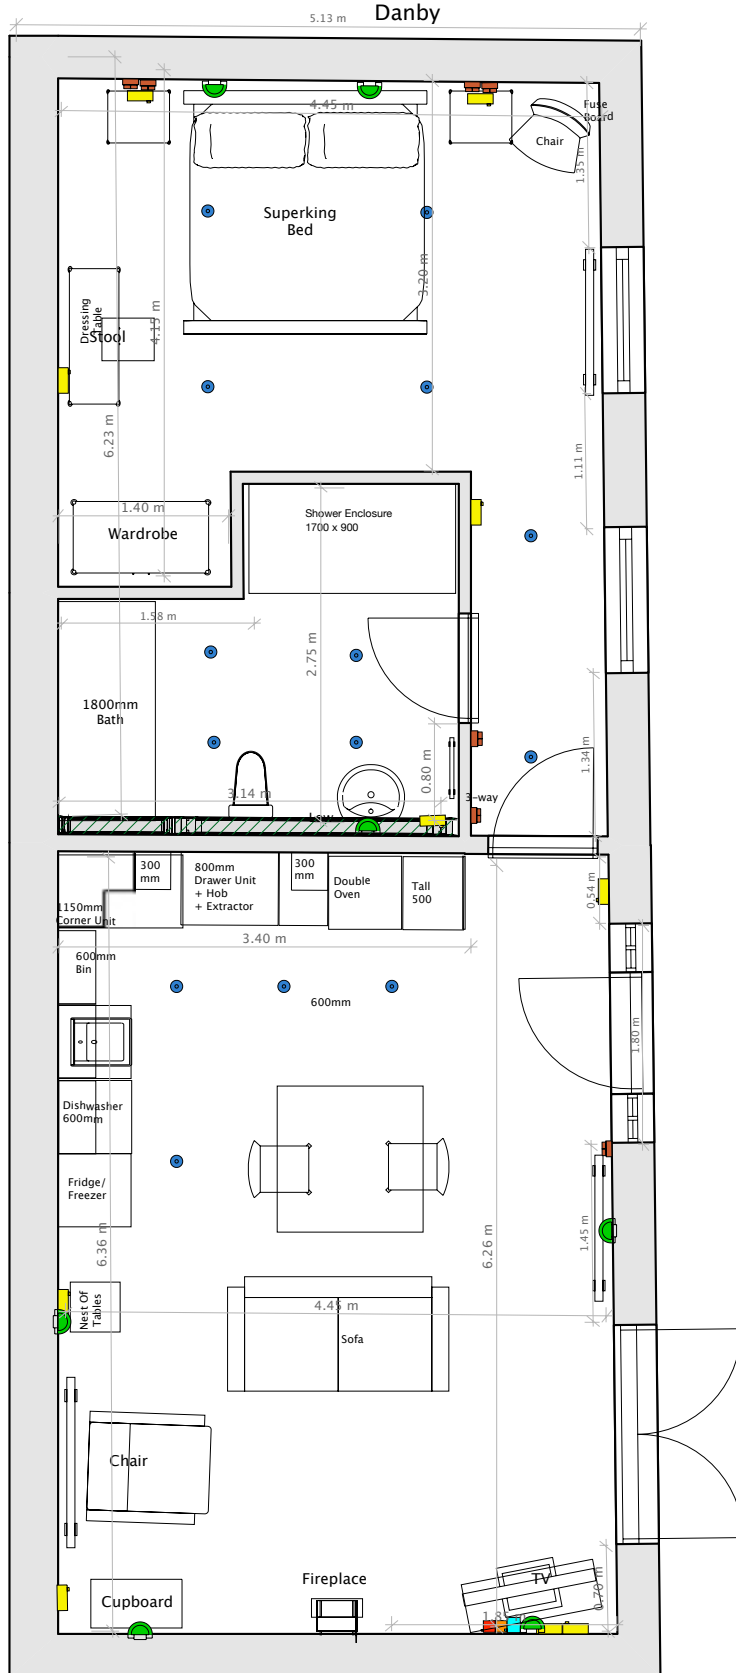 Danby
5.13 m
4.45 m
Fuse
Board
Chair
1.35 m
Superking
Bed
3.20 m
Dressing
Table
Stool
4.15 m
6.23 m
1.11 m
1.40 m
Wardrobe
Shower Enclosure
1700 x 900
1.58 m
2.75 m
1800mm
Bath
1.34 m
0.80 m
3.14 m
3-way
Low
300
mm
800mm
Drawer Unit
+ Hob
+ Extractor
300
mm
Double
Oven
Tall
500
0.54 m
1150mm
Corner Unit
3.40 m
600mm
Bin
600mm
1.80 m
Dishwasher
600mm
Fridge/
Freezer
6.36 m
6.26 m
1.45 m
Nest Of
Tables
4.45 m
Sofa
Chair
Fireplace
TV
0.70 m
Cupboard